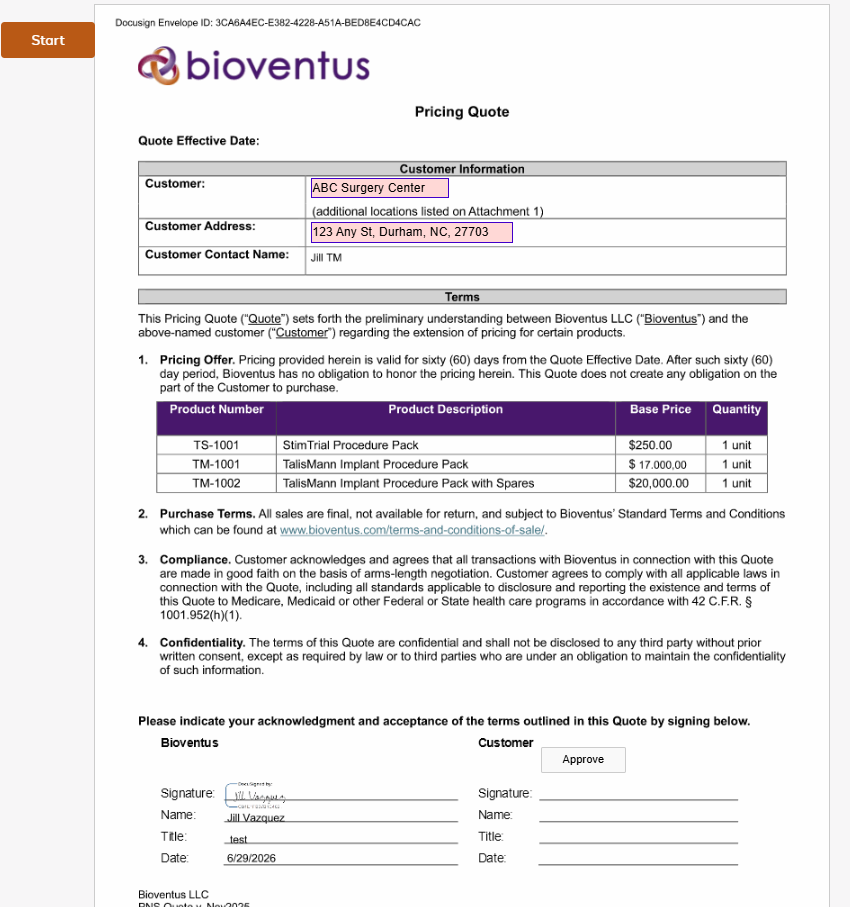 Docusign Envelope ID: 3CA6A4EC-E382-4228-A51A-BED8E4CD4CAC
Start
bioventus
Pricing Quote
Quote Effective Date:
Customer Information
Customer: ABC Surgery Center
(additional locations listed on Attachment 1)
Customer Address: 123 Any St, Durham, NC, 27703
Customer Contact Name: Jill TM
Terms
This Pricing Quote (“Quote”) sets forth the preliminary understanding between Bioventus LLC (“Bioventus”) and the
above-named customer (“Customer”) regarding the extension of pricing for certain products.
1. Pricing Offer. Pricing provided herein is valid for sixty (60) days from the Quote Effective Date. After such sixty (60)
day period, Bioventus has no obligation to honor the pricing herein. This Quote does not create any obligation on the
part of the Customer to purchase.
Product Number Product Description Base Price Quantity
TS-1001 StimTrial Procedure Pack $250.00 1 unit
TM-1001 TalisMann Implant Procedure Pack $ 17.000,00 1 unit
TM-1002 TalisMann Implant Procedure Pack with Spares $20,000.00 1 unit
2. Purchase Terms. All sales are final, not available for return, and subject to Bioventus’ Standard Terms and Conditions
which can be found at www.bioventus.com/terms-and-conditions-of-sale/.
3. Compliance. Customer acknowledges and agrees that all transactions with Bioventus in connection with this Quote
are made in good faith on the basis of arms-length negotiation. Customer agrees to comply with all applicable laws in
connection with the Quote, including all standards applicable to disclosure and reporting the existence and terms of
this Quote to Medicare, Medicaid or other Federal or State health care programs in accordance with 42 C.F.R. §
1001.952(h)(1).
4. Confidentiality. The terms of this Quote are confidential and shall not be disclosed to any third party without prior
written consent, except as required by law or to third parties who are under an obligation to maintain the confidentiality
of such information.
Please indicate your acknowledgment and acceptance of the terms outlined in this Quote by signing below.
Bioventus Customer
Approve
DocuSigned by:
Signature: Jill Vazquez Signature:
Name: Jill Vazquez Name:
Title: test Title:
Date: 6/29/2026 Date:
Bioventus LLC
PNS Quote v. Nov2025